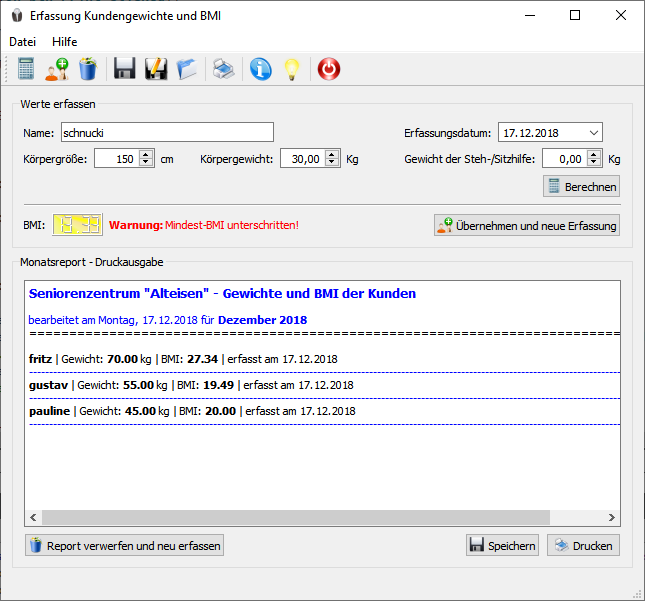 Erfassung Kundengewichte und BMI
Datei Hilfe
Werte erfassen
Name: schnucki Erfassungsdatum: 17.12.2018
Körpergröße: 150 cm Körpergewicht: 30,00 Kg Gewicht der Steh-/Sitzhilfe: 0,00 Kg
Berechnen
BMI: Warnung: Mindest-BMI unterschritten! Übernehmen und neue Erfassung
Monatsreport - Druckausgabe
Seniorenzentrum "Alteisen" - Gewichte und BMI der Kunden
bearbeitet am Montag, 17.12.2018 für Dezember 2018
fritz | Gewicht: 70.00 kg | BMI: 27.34 | erfasst am 17.12.2018
gustav | Gewicht: 55.00 kg | BMI: 19.49 | erfasst am 17.12.2018
pauline | Gewicht: 45.00 kg | BMI: 20.00 | erfasst am 17.12.2018
Report verwerfen und neu erfassen Speichern Drucken